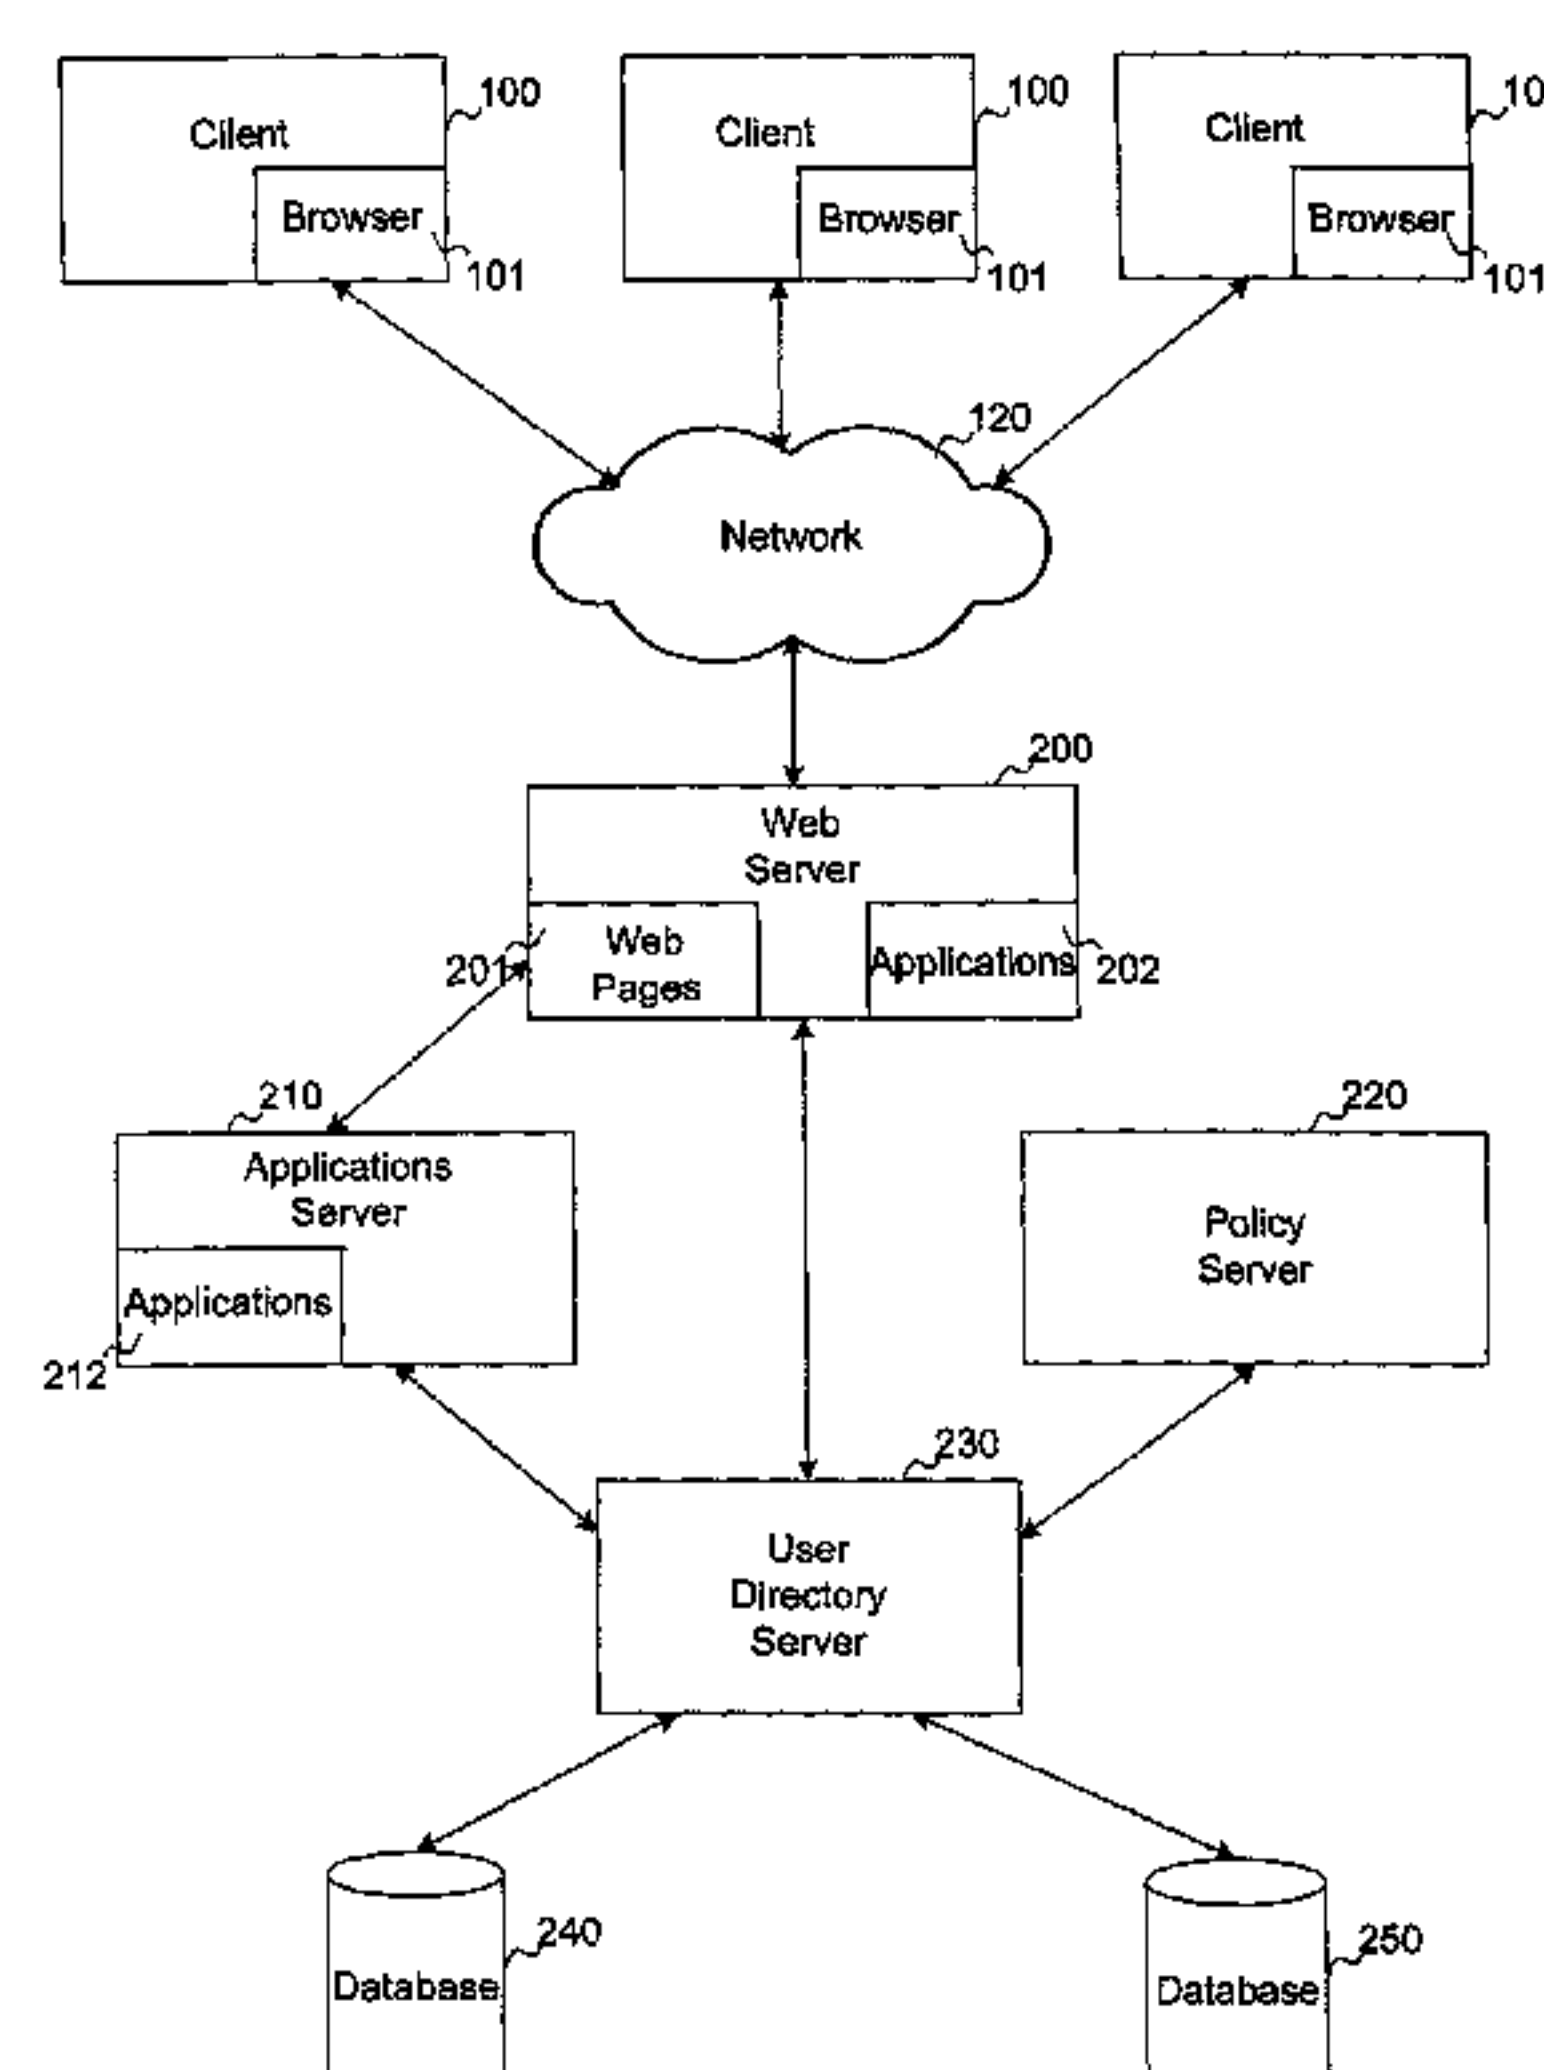 100
100
10
Client
Client
Client
Browser
Browser
Browser
101
101
101
120
Network
200
Web
Server
Web
Pages
Applications
201
202
210
220
Applications
Server
Policy
Server
Applications
212
230
User
Directory
Server
240
250
Database
Database